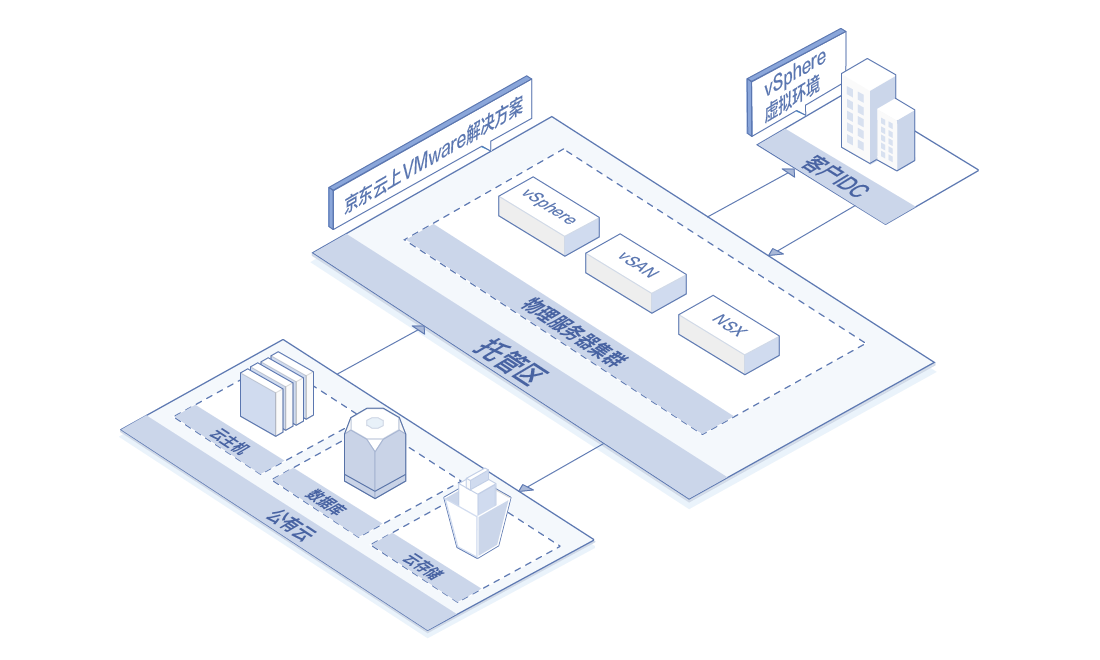 vSphere
虚拟环境
客户IDC
京东云上VMware解决方案
vSphere
vSAN
NSX
物理服务器集群
托管区
云主机
数据库
云存储
公有云